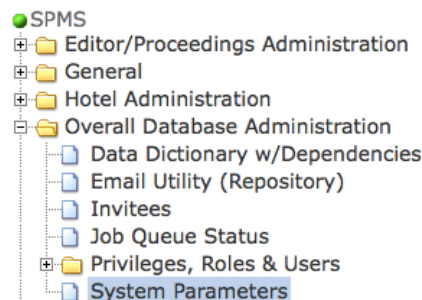 SPMS
Editor/Proceedings Administration
General
Hotel Administration
Overall Database Administration
Data Dictionary w/Dependencies
Email Utility (Repository)
Invitees
Job Queue Status
Privileges, Roles & Users
System Parameters